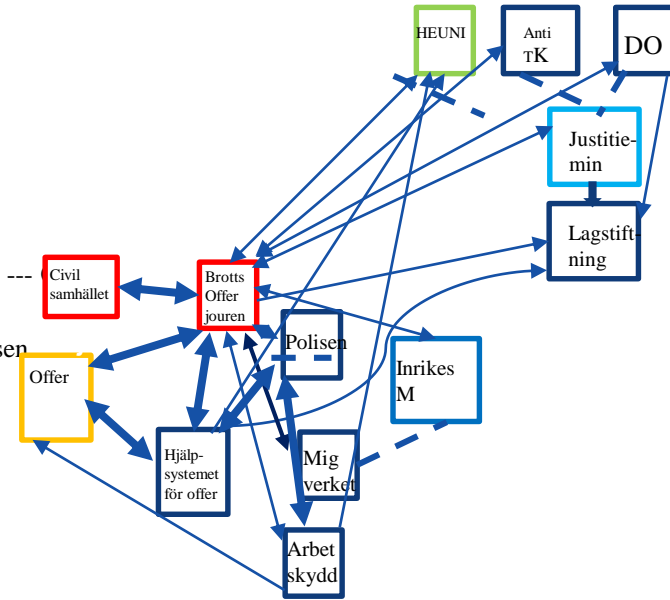 HEUNI
Anti
TK
DO
Justitie-
min
Lagstift-
ning
---
Civil
samhället
Brotts
Offer
jouren
Polisen
sen
Offer
Inrikes
M
Hjälp-
systemet
för offer
Mig
verket
Arbet
skydd